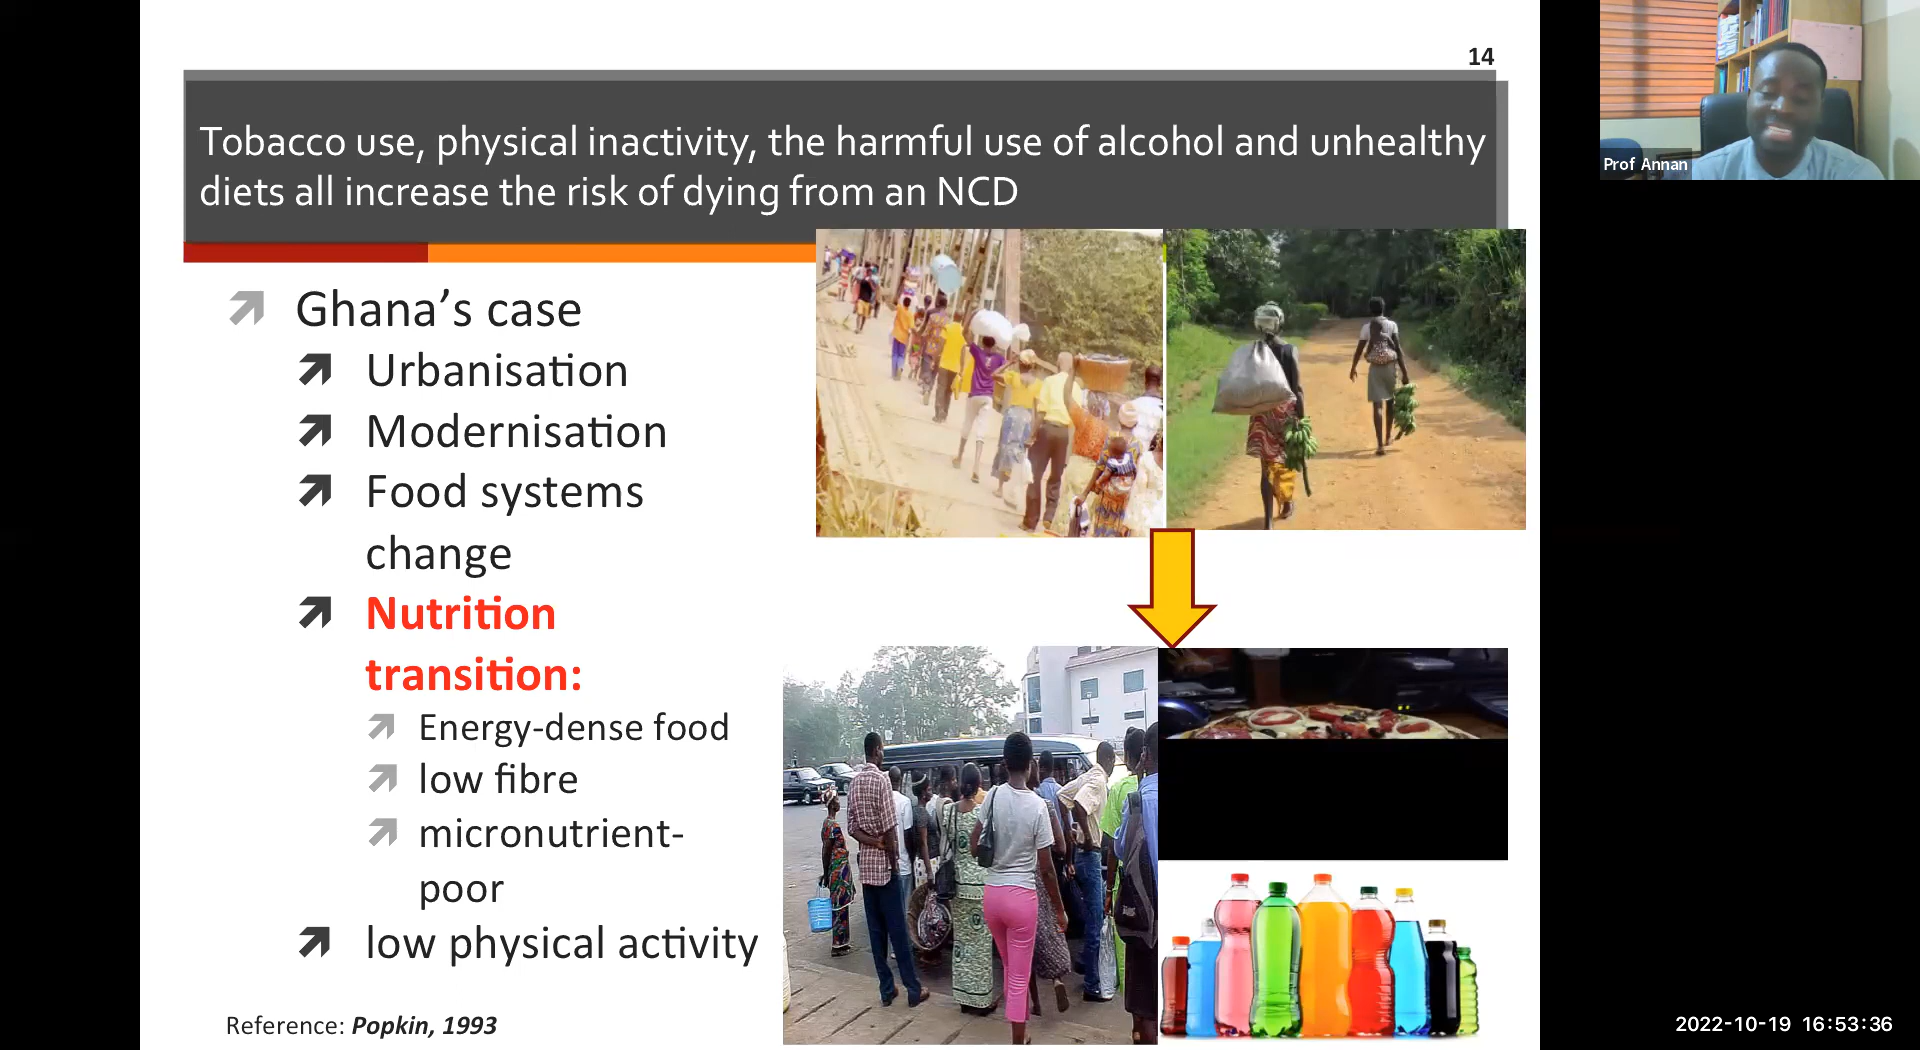 14
Tobacco use, physical inactivity, the harmful use of alcohol and unhealthy
diets all increase the risk of dying from an NCD
Ghana’s case
Urbanisation
Modernisation
Food systems
change
Nutrition
transition:
Energy-dense food
low fibre
micronutrient-
poor
low physical activity
Reference: Popkin, 1993
Prof Annan
2022-10-19 16:53:36